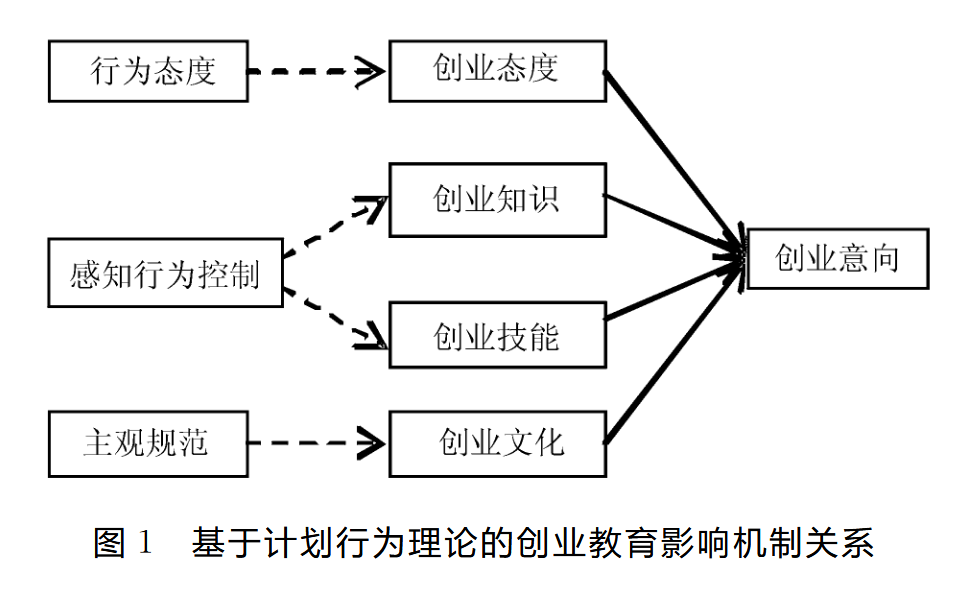 行为态度
创业态度
创业知识
感知行为控制
创业意向
创业技能
主观规范
创业文化
图 1 基于计划行为理论的创业教育影响机制关系